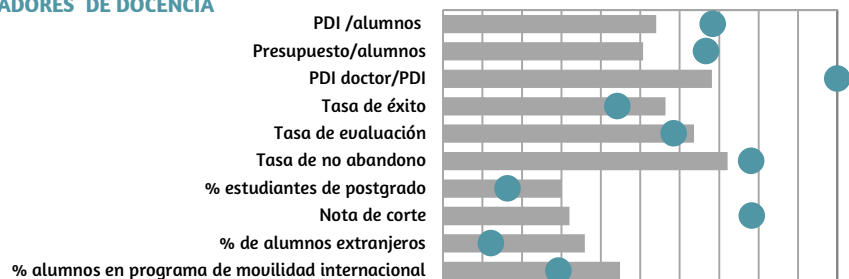 ADORES DE DOCENCIA
PDI /alumnos
Presupuesto/alumnos
PDI doctor/PDI
Tasa de éxito
Tasa de evaluación
Tasa de no abandono
% estudiantes de postgrado
Nota de corte
% de alumnos extranjeros
% alumnos en programa de movilidad internacional